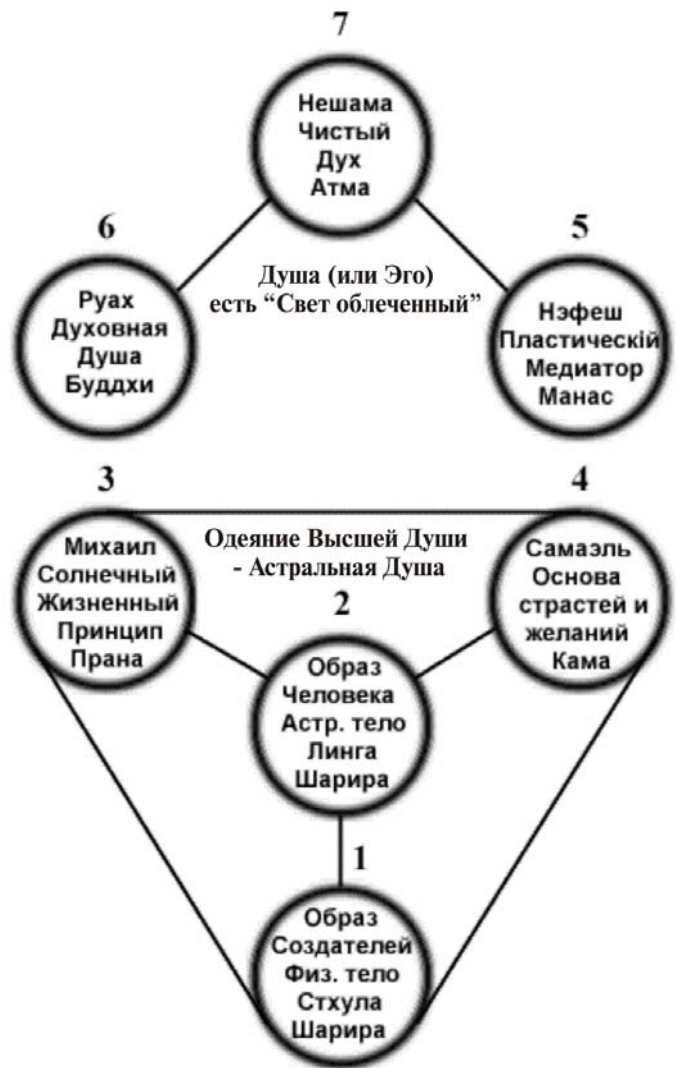 7
Нешама
Чистый
Дух
Атма
6
Руах
Духовная
Душа
Буддхи
Душа (или Эго)
есть “Свет облеченный”
5
Нэфеш
Пластическій
Медиатор
Манас
3
Михаил
Солнечный
Жизненный
Принцип
Прана
Одеяние Высшей Души
- Астральная Душа
4
Самаэль
Основа
страстей и
желаний
Кама
2
Образ
Человека
Астр. тело
Линга
Шарира
1
Образ
Создателей
Физ. тело
Стхула
Шарира